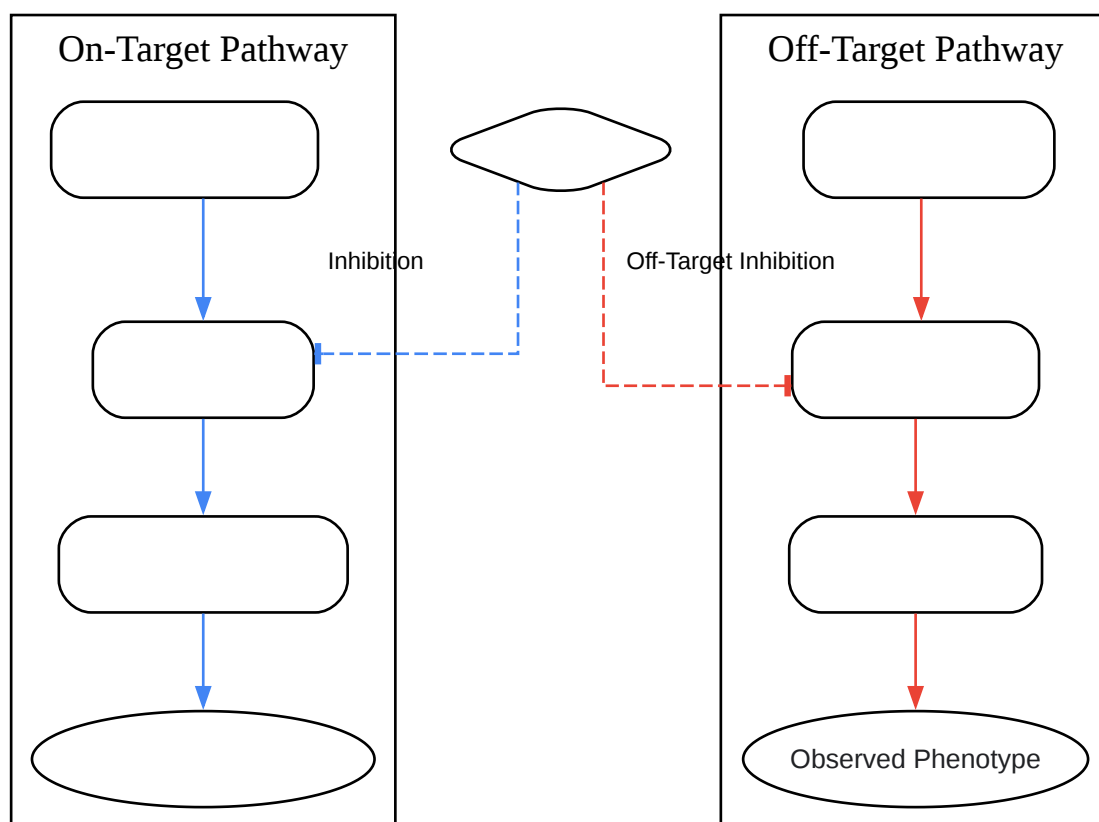 On-Target Pathway
Off-Target Pathway
Inhibition
Off-Target Inhibition
Observed Phenotype